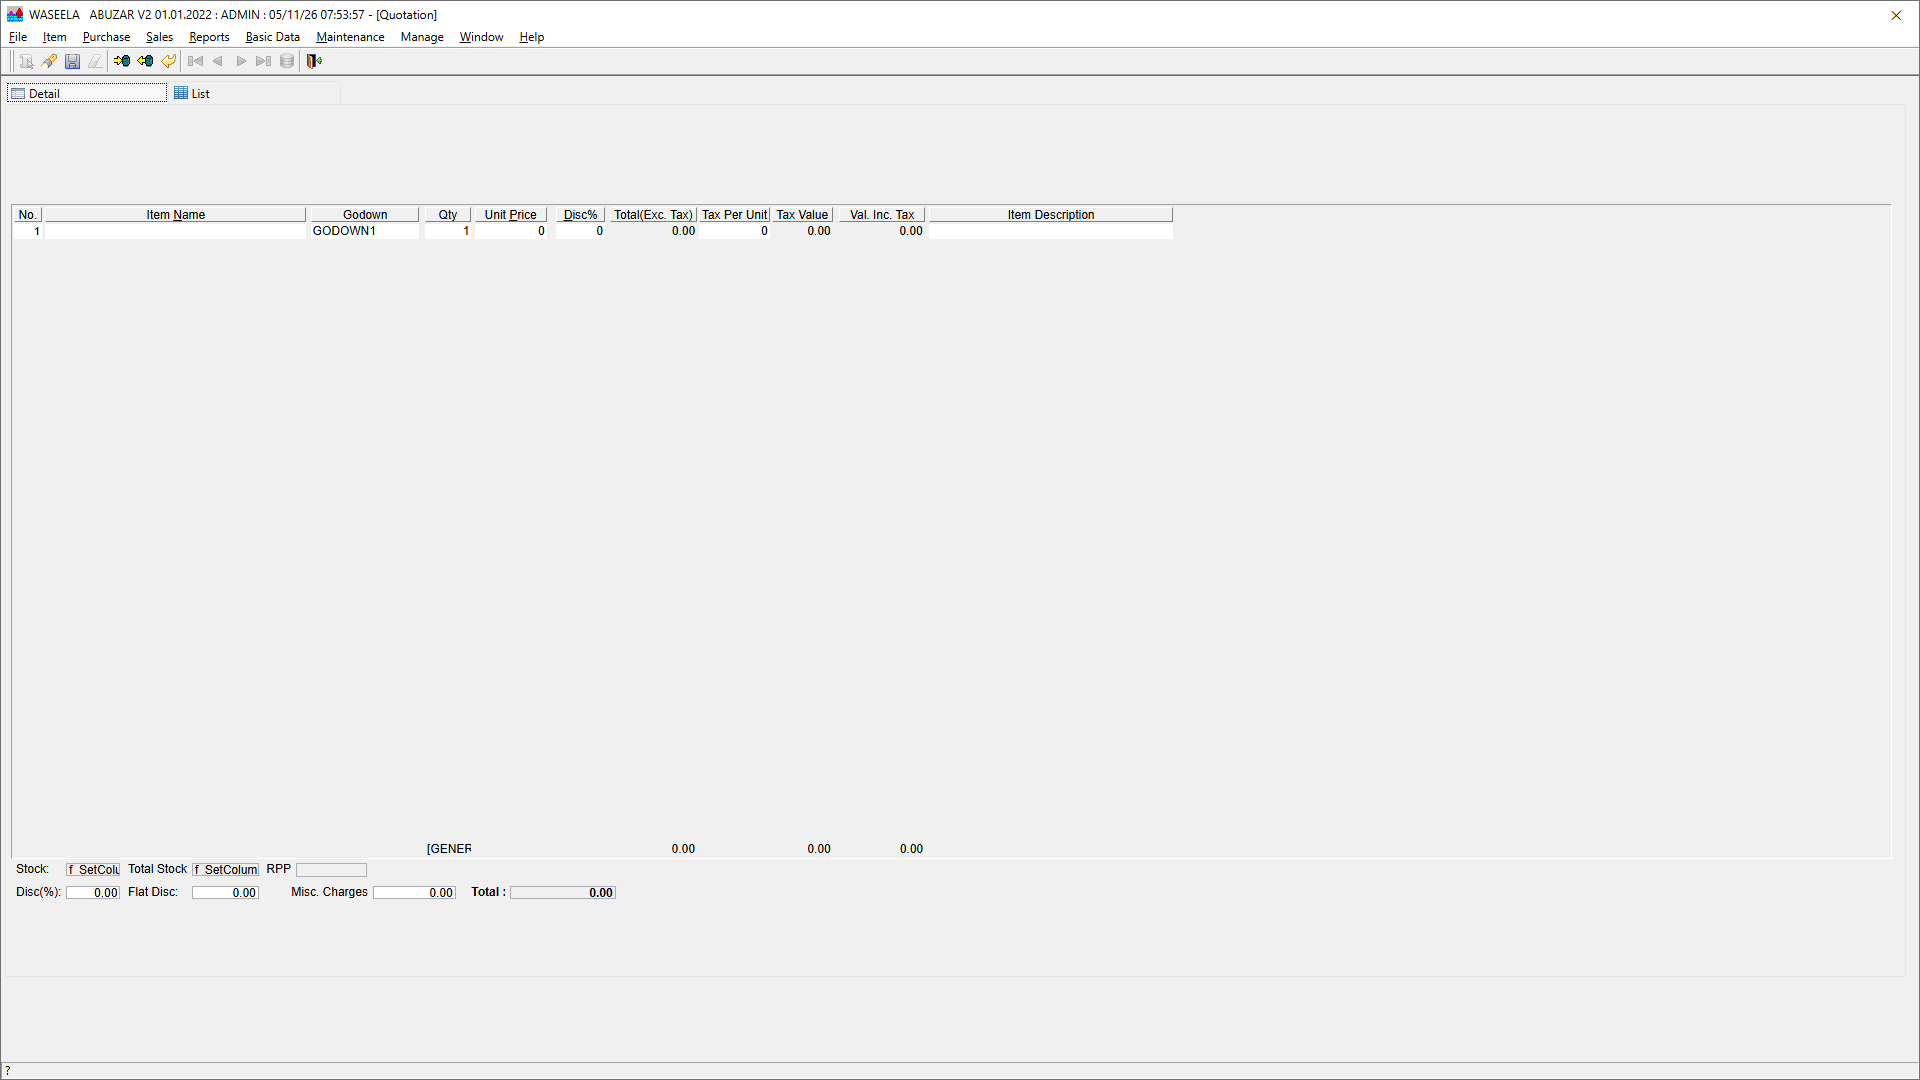 WASEELA   ABUZAR V2 01.01.2022 : ADMIN : 05/11/26 07:53:57 - [Quotation]
File Item Purchase Sales Reports Basic Data Maintenance Manage Window Help
Detail List
No. Item Name Godown Qty Unit Price Disc% Total(Exc. Tax) Tax Per Unit Tax Value Val. Inc. Tax Item Description
1 GODOWN1 1 0 0 0.00 0 0.00 0.00
[GENER 0.00 0.00 0.00
Stock: f_SetColu Total Stock f_SetColum RPP
Disc(%): 0.00 Flat Disc: 0.00 Misc. Charges 0.00 Total : 0.00
?